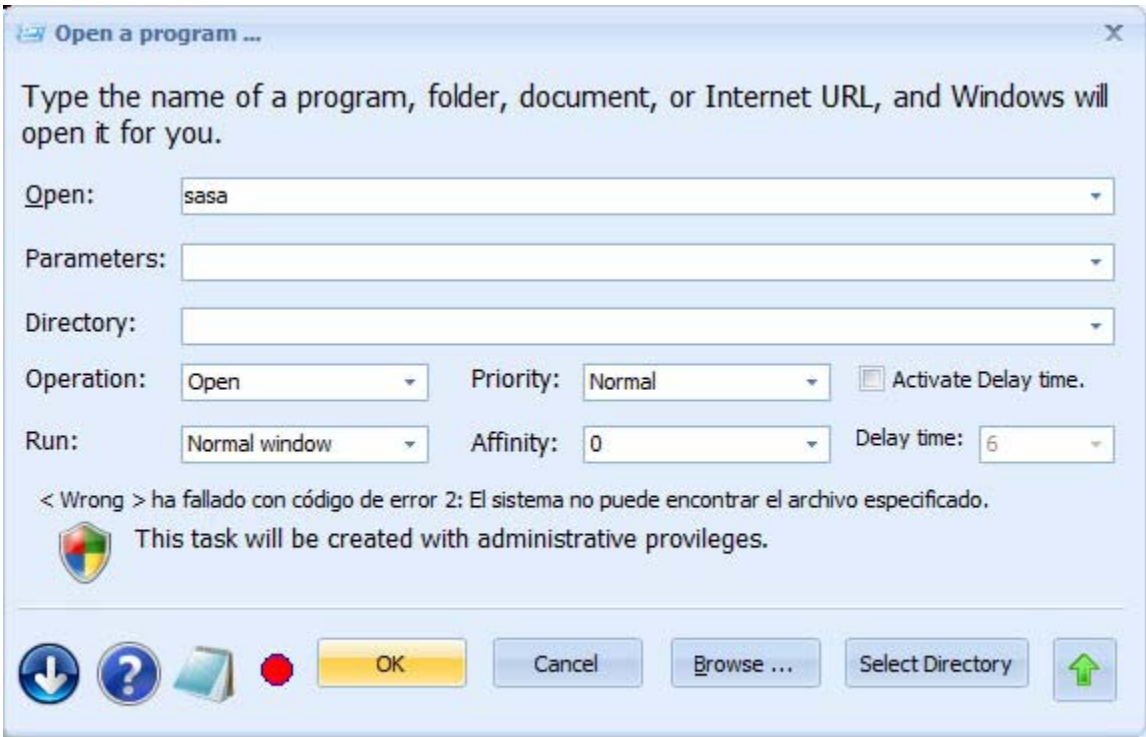 Open a program ...
Type the name of a program, folder, document, or Internet URL, and Windows will
open it for you.
Open: sasa
Parameters:
Directory:
Operation: Open Priority: Normal Activate Delay time.
Run: Normal window Affinity: 0 Delay time: 6
< Wrong > ha fallado con código de error 2: El sistema no puede encontrar el archivo especificado.
This task will be created with administrative provileges.
OK Cancel Browse ... Select Directory